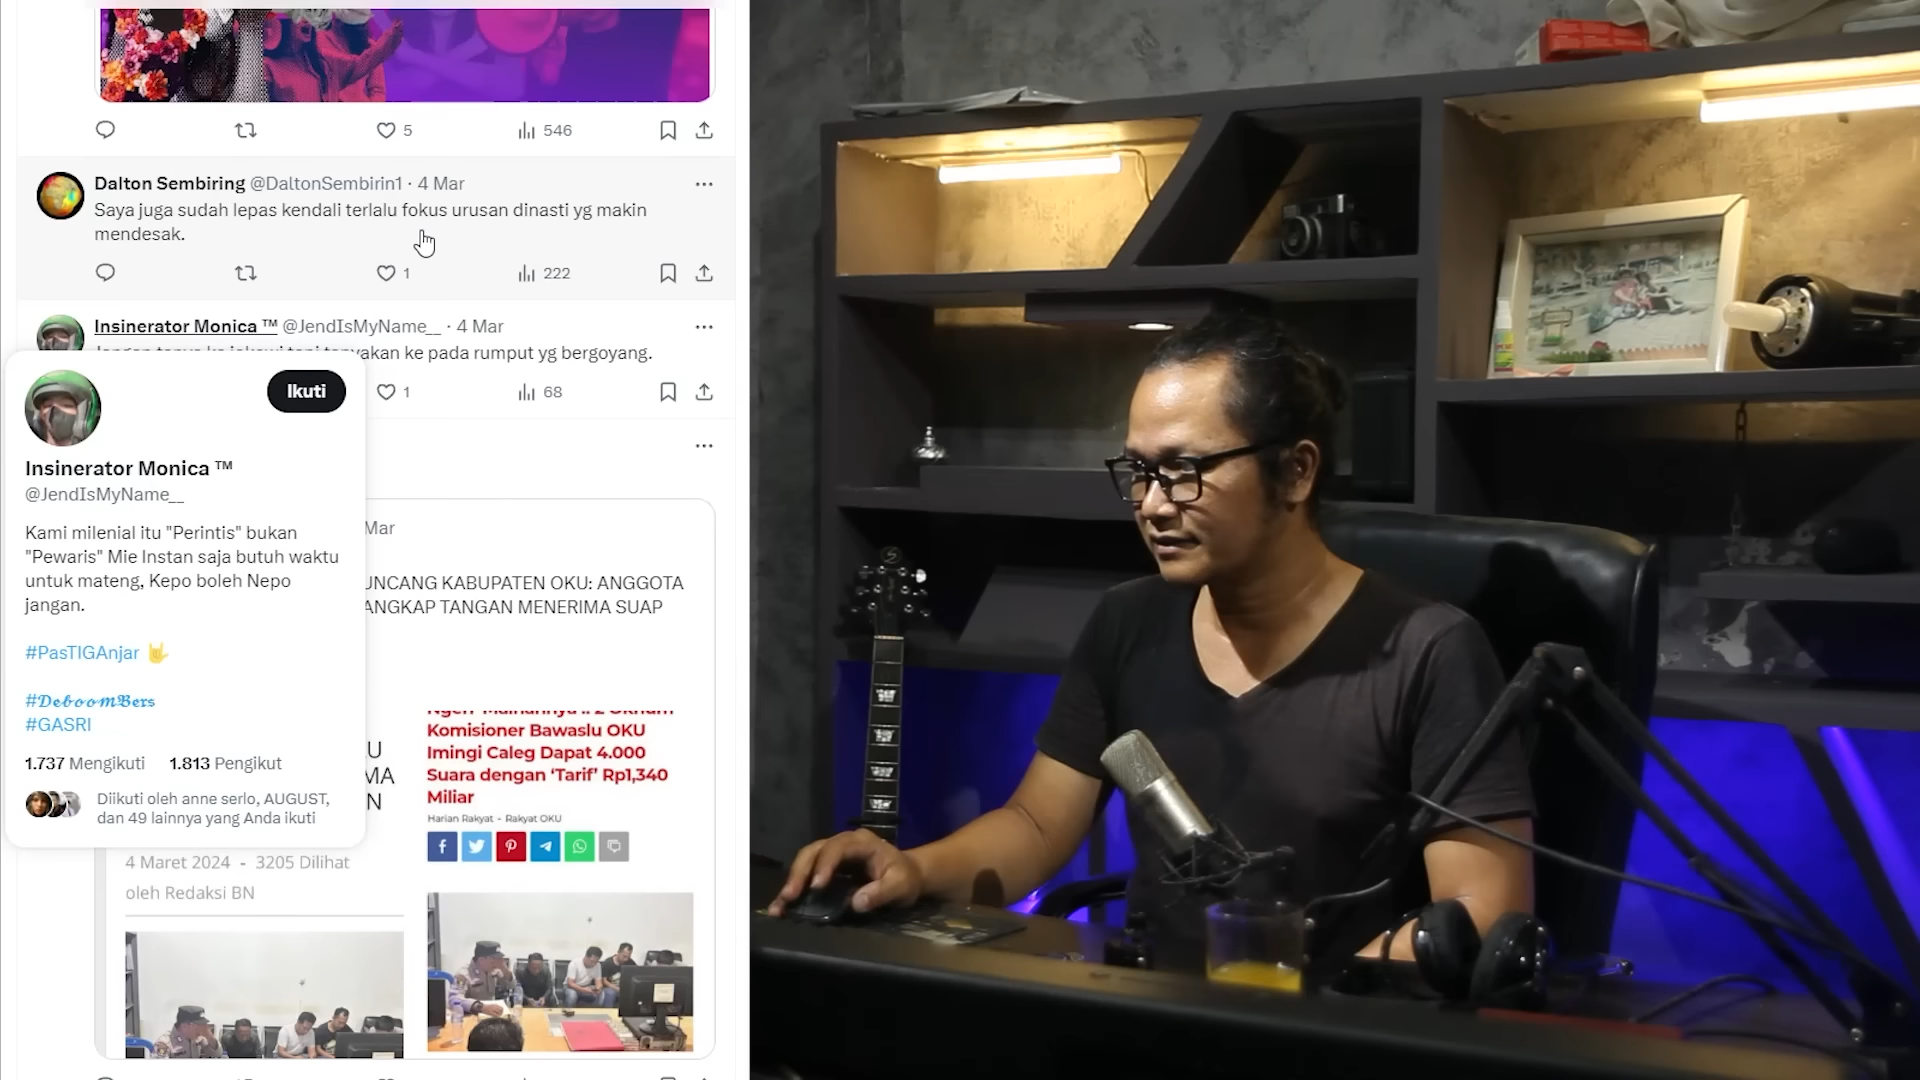 5
546
Dalton Sembiring @DaltonSembirin1 · 4 Mar
Saya juga sudah lepas kendali terlalu fokus urusan dinasti yg makin
mendesak.
1
222
Insinerator Monica ™ @JendIsMyName__ · 4 Mar
ke pada rumput yg bergoyang.
1
68
Ikuti
Insinerator Monica ™
@JendIsMyName__
Kami milenial itu "Perintis" bukan
"Pewaris" Mie Instan saja butuh waktu
untuk mateng, Kepo boleh Nepo
jangan.
#PasTIGAnjar 🤟
#𝓓𝓮𝓫𝓸𝓸𝓶𝓑𝓮𝓻𝓼
#GASRI
1.737 Mengikuti 1.813 Pengikut
Diikuti oleh anne serlo, AUGUST,
dan 49 lainnya yang Anda ikuti
Mar
UNCANG KABUPATEN OKU: ANGGOTA
ANGKAP TANGAN MENERIMA SUAP
U
MA
N
4 Maret 2024 - 3205 Dilihat
oleh Redaksi BN
Komisioner Bawaslu OKU
Imingi Caleg Dapat 4.000
Suara dengan ‘Tarif’ Rp1,340
Miliar
Harian Rakyat - Rakyat OKU